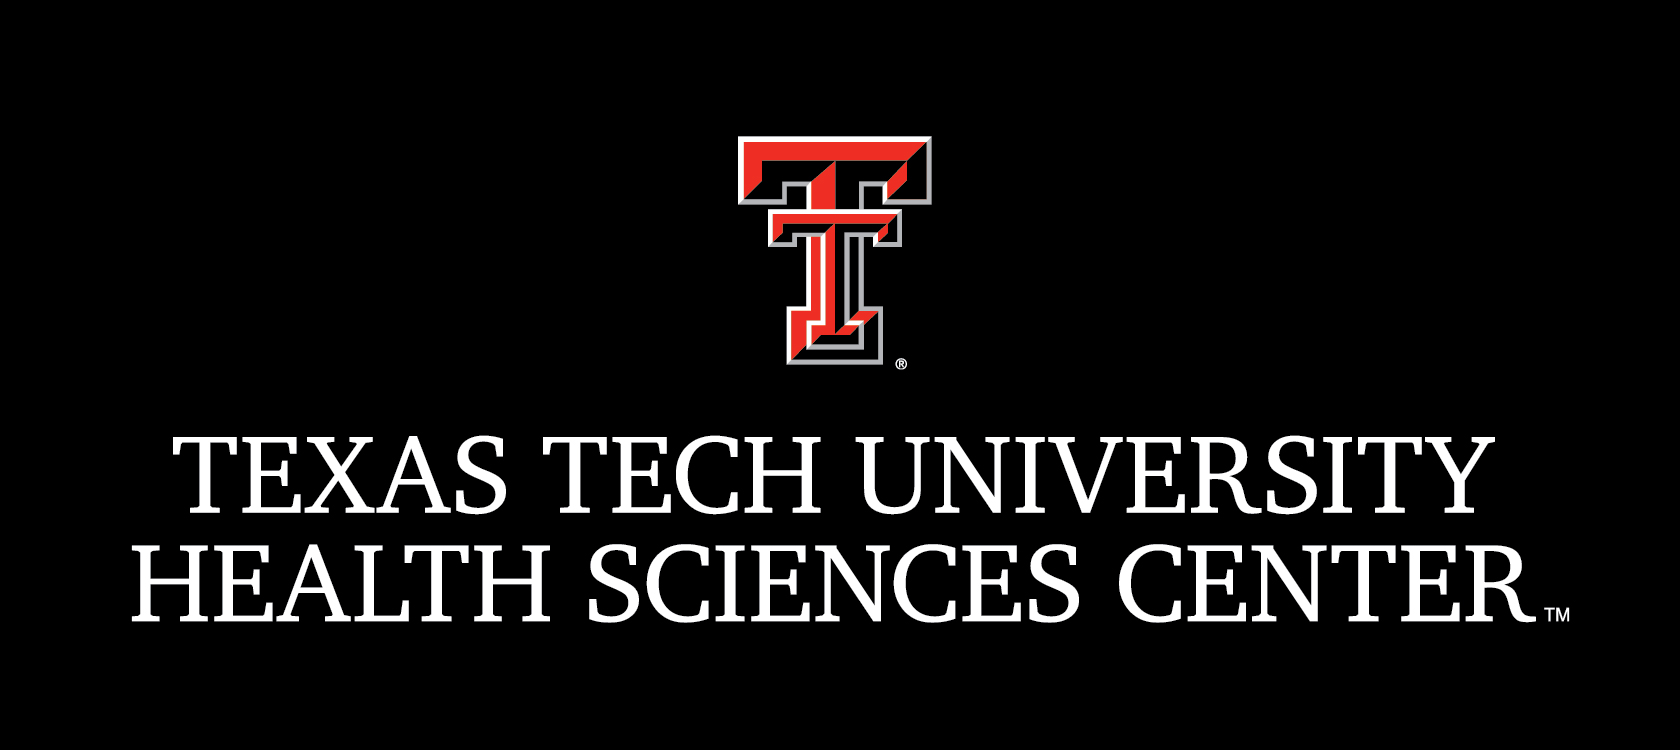 ®
TEXAS TECH UNIVERSITY
HEALTH SCIENCES CENTER™